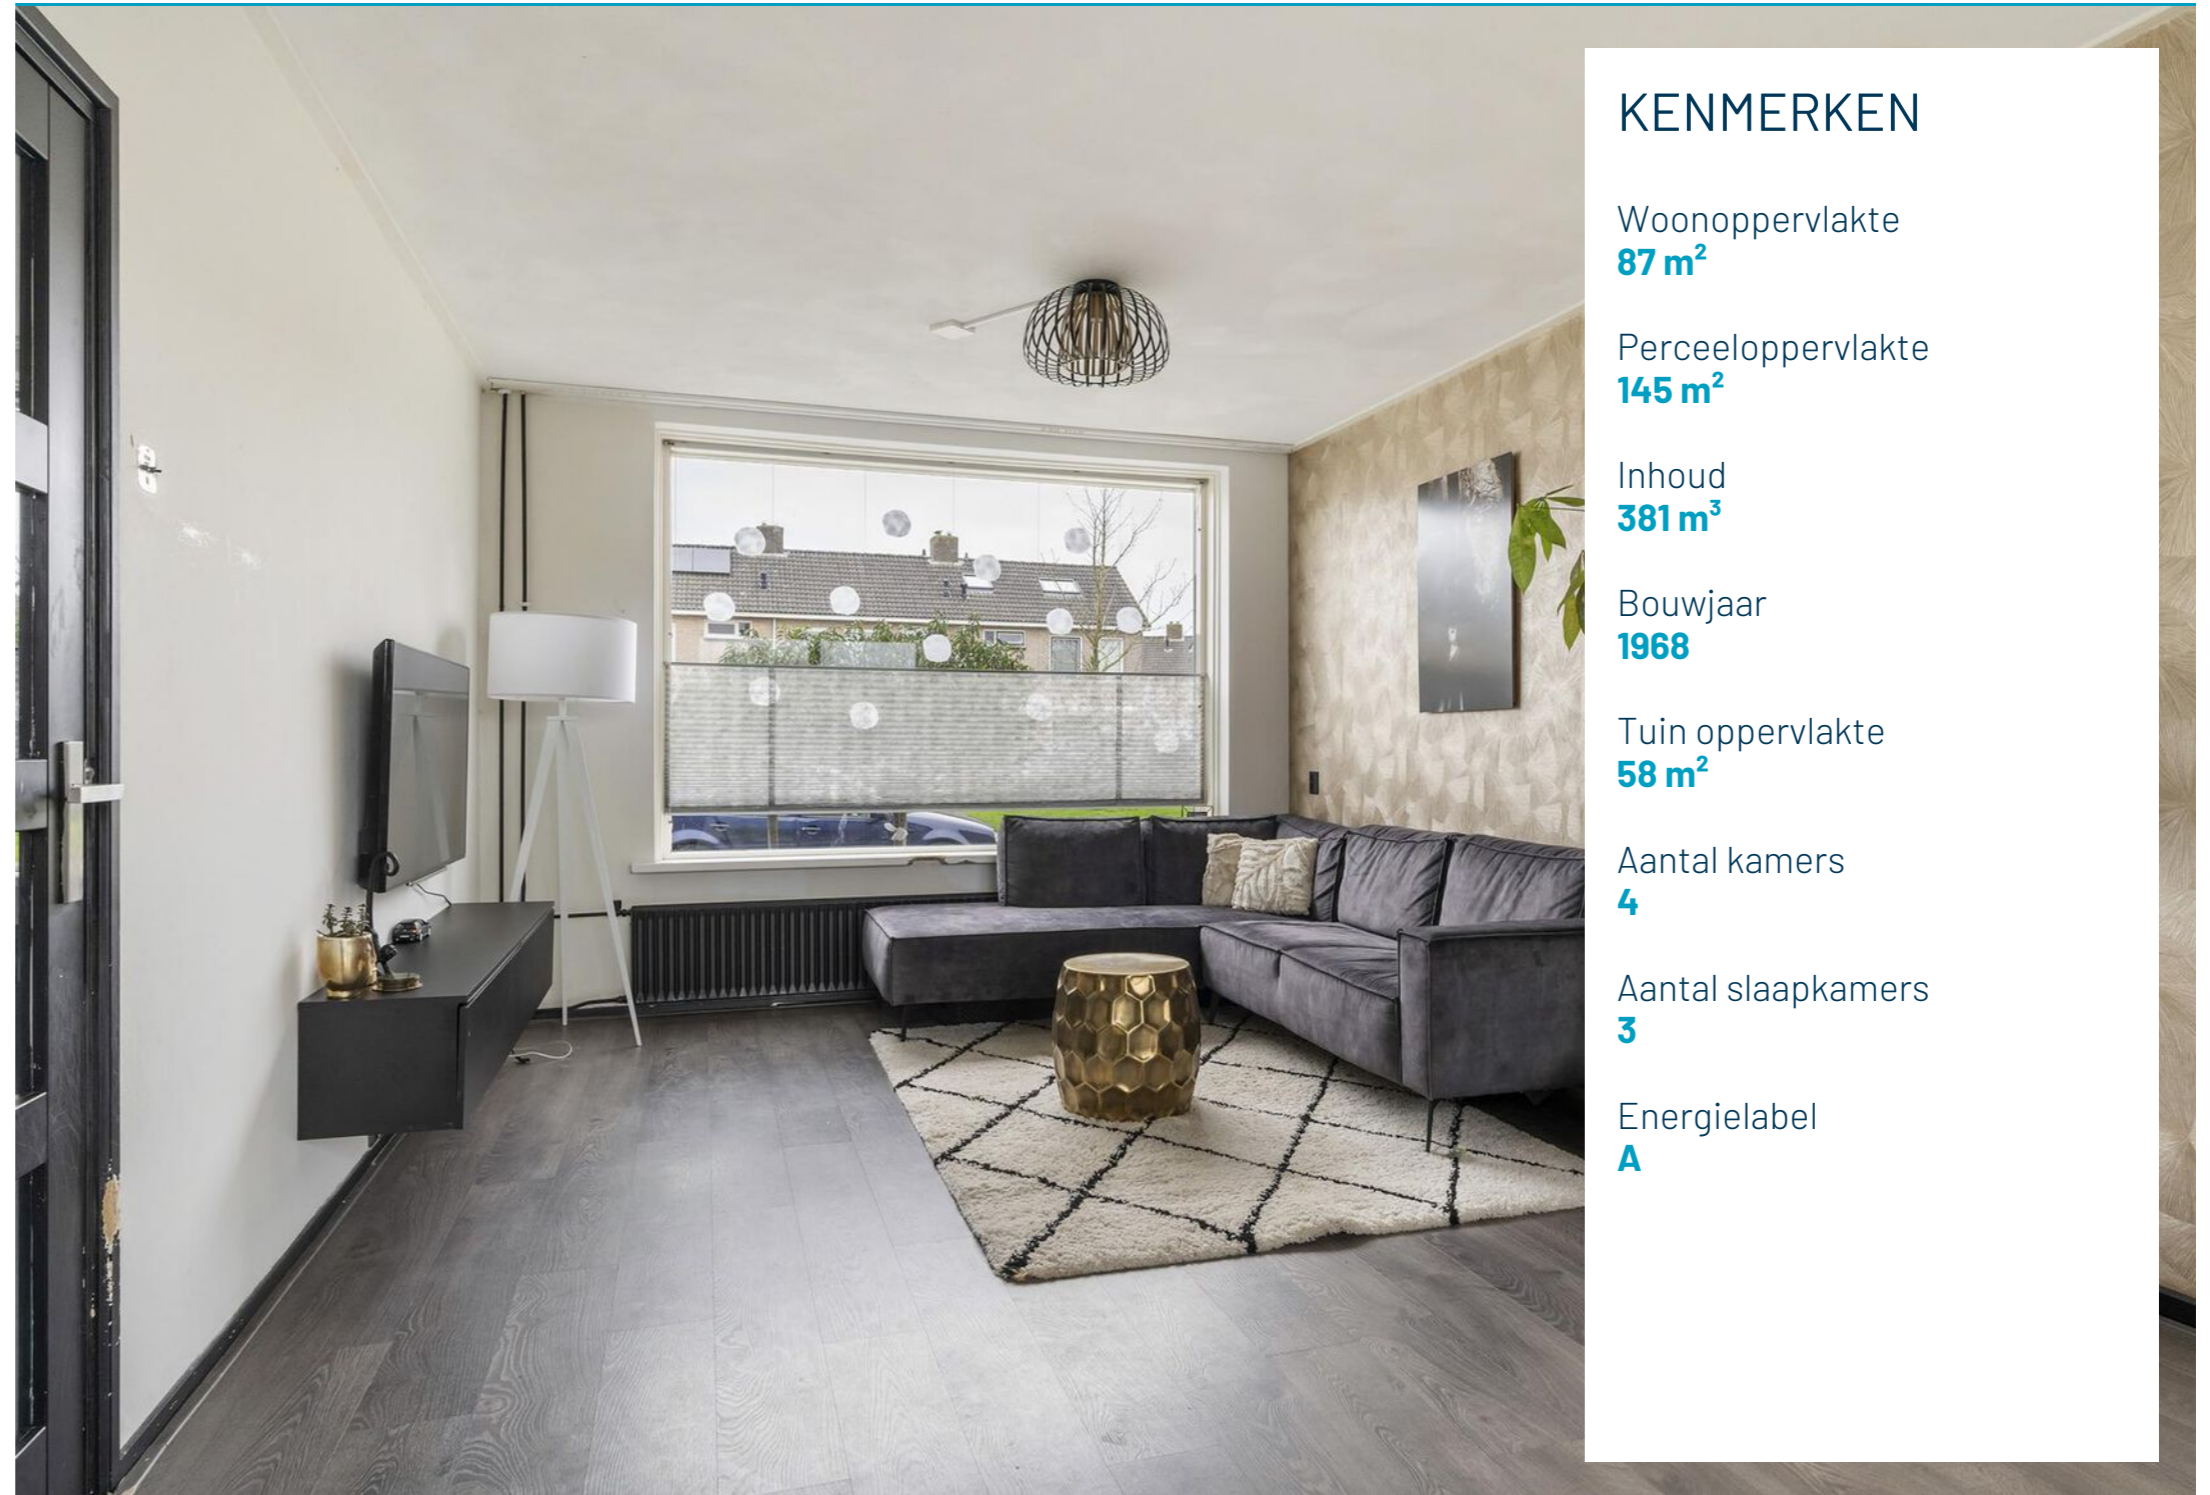 KENMERKEN
Woonoppervlakte
87 m²
Perceeloppervlakte
145 m²
Inhoud
381 m³
Bouwjaar
1968
Tuin oppervlakte
58 m²
Aantal kamers
4
Aantal slaapkamers
3
Energielabel
A